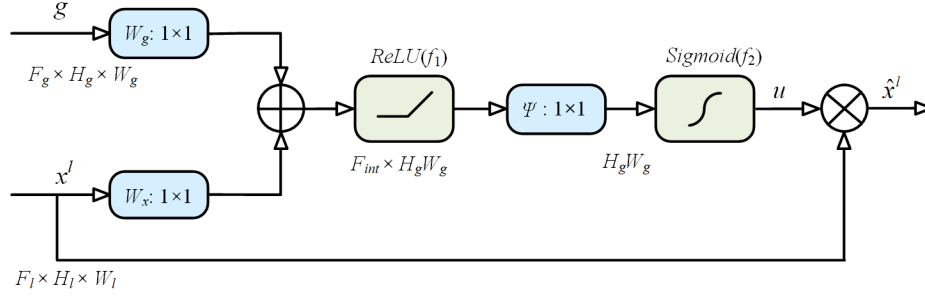 g
W_g: 1×1
F_g × H_g × W_g
ReLU(f_1)
Sigmoid(f_2)
Ψ : 1×1
u
x̂^l
F_int × H_gW_g
H_gW_g
x^l
W_x: 1×1
F_l × H_l × W_l